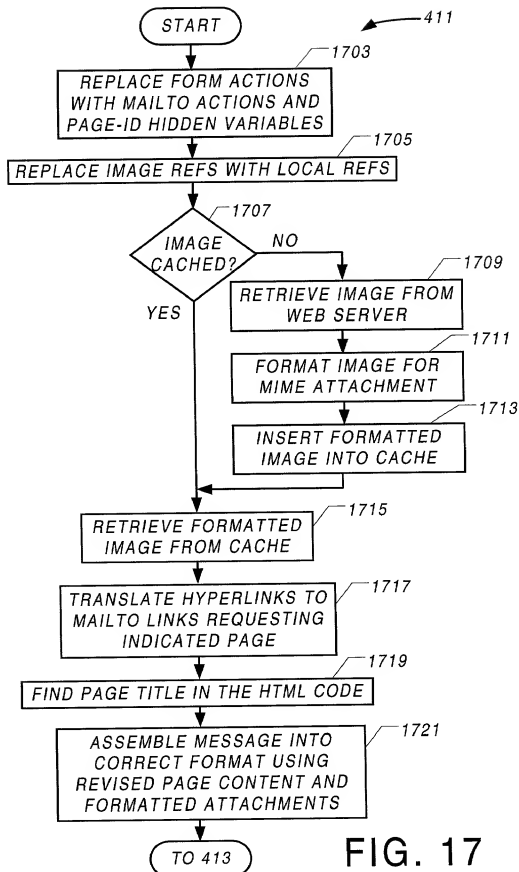 START
411
1703
REPLACE FORM ACTIONS
WITH MAILTO ACTIONS AND
PAGE-ID HIDDEN VARIABLES
1705
REPLACE IMAGE REFS WITH LOCAL REFS
1707
IMAGE
CACHED?
NO
YES
1709
RETRIEVE IMAGE FROM
WEB SERVER
1711
FORMAT IMAGE FOR
MIME ATTACHMENT
1713
INSERT FORMATTED
IMAGE INTO CACHE
1715
RETRIEVE FORMATTED
IMAGE FROM CACHE
1717
TRANSLATE HYPERLINKS TO
MAILTO LINKS REQUESTING
INDICATED PAGE
1719
FIND PAGE TITLE IN THE HTML CODE
1721
ASSEMBLE MESSAGE INTO
CORRECT FORMAT USING
REVISED PAGE CONTENT AND
FORMATTED ATTACHMENTS
TO 413
FIG. 17